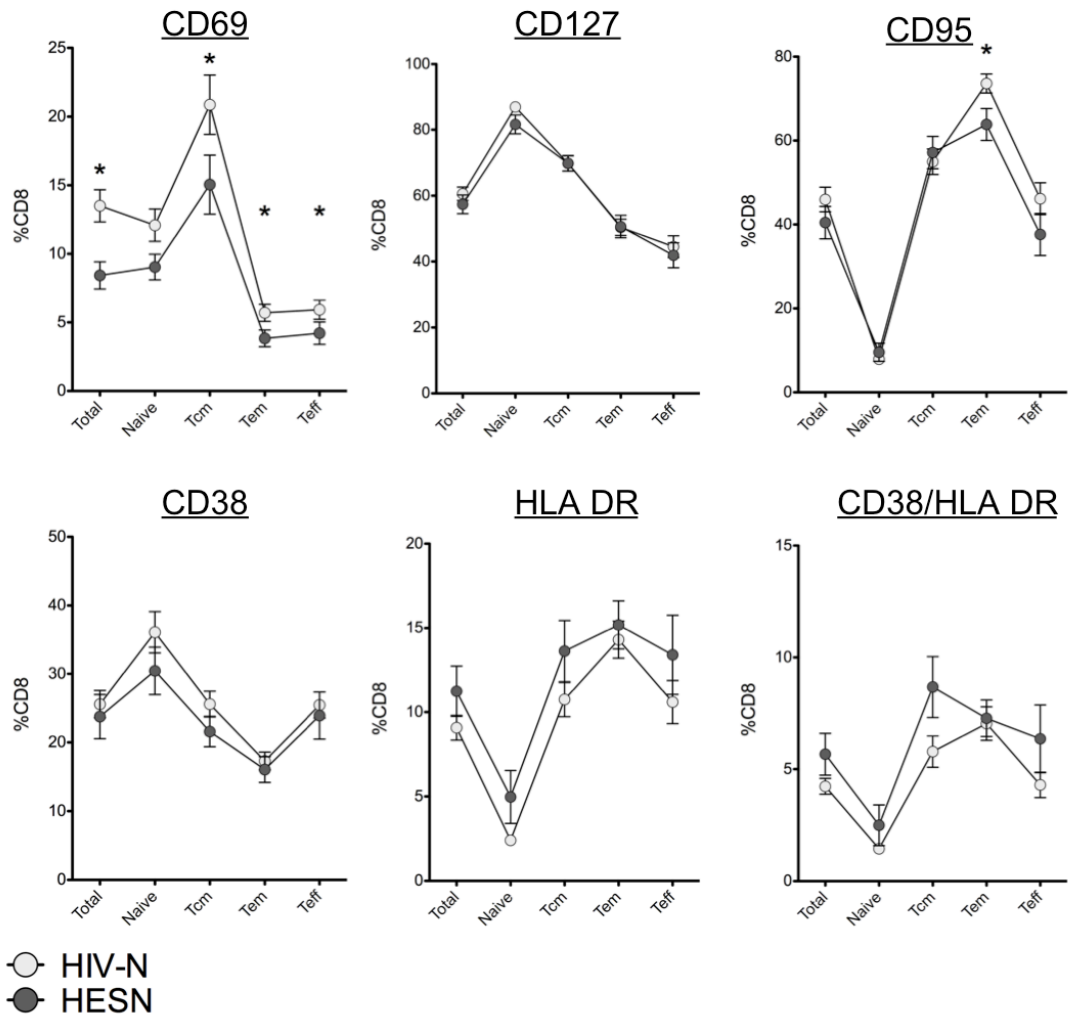 CD69
25
20
15
10
5
0
%CD8
*
*
*
*
Total
Naive
Tcm
Tem
Teff
CD127
100
80
60
40
20
0
%CD8
Total
Naive
Tcm
Tem
Teff
CD95
80
60
40
20
0
%CD8
*
Total
Naive
Tcm
Tem
Teff
CD38
50
40
30
20
10
0
%CD8
Total
Naive
Tcm
Tem
Teff
HLA DR
20
15
10
5
0
%CD8
Total
Naive
Tcm
Tem
Teff
CD38/HLA DR
15
10
5
0
%CD8
Total
Naive
Tcm
Tem
Teff
HIV-N
HESN